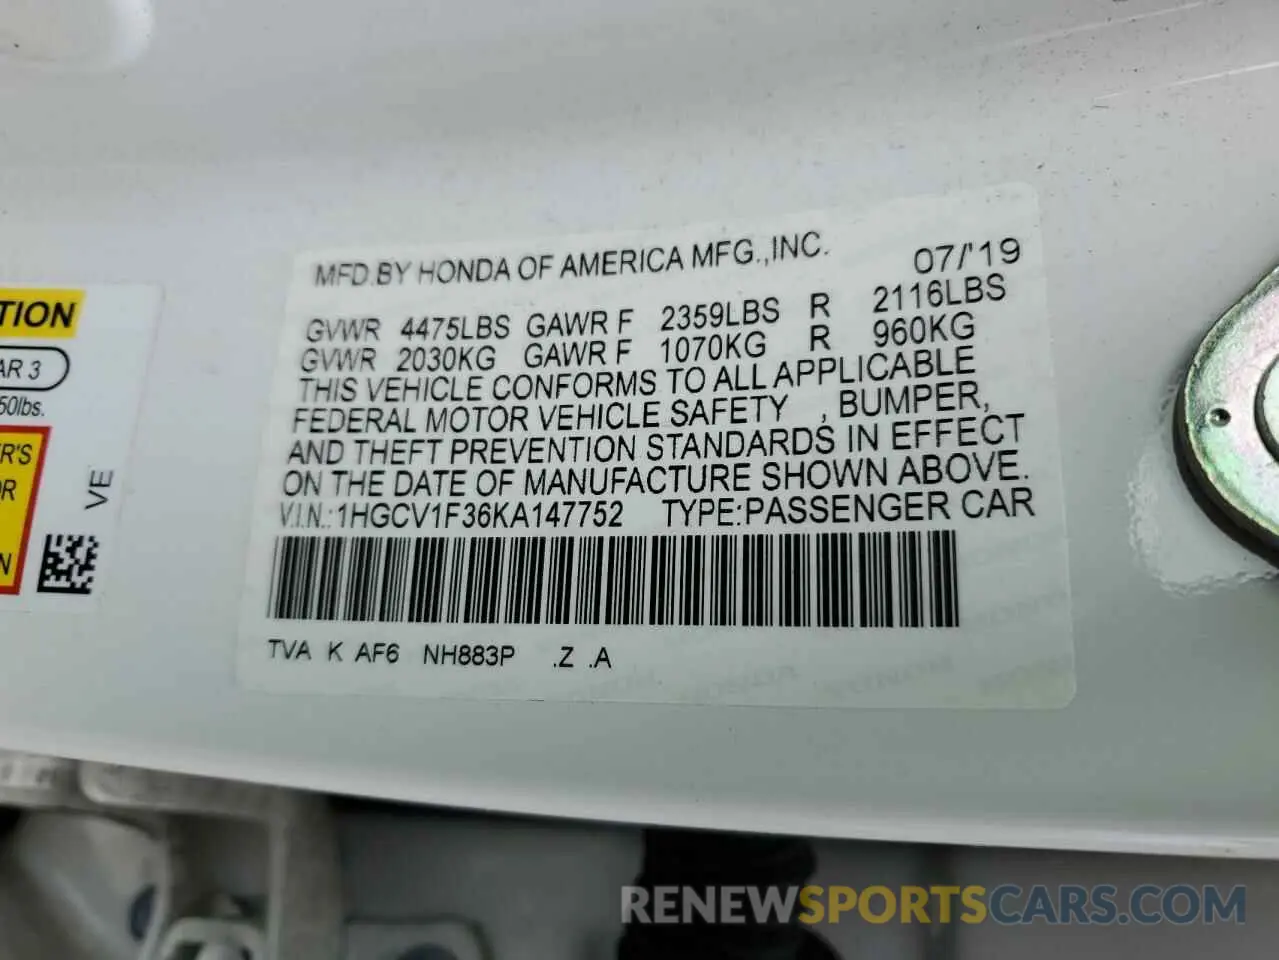 MFD.BY HONDA OF AMERICA MFG.,INC. 07/'19
GVWR 4475LBS GAWR F 2359LBS R 2116LBS
GVWR 2030KG GAWR F 1070KG R 960KG
THIS VEHICLE CONFORMS TO ALL APPLICABLE
FEDERAL MOTOR VEHICLE SAFETY , BUMPER,
AND THEFT PREVENTION STANDARDS IN EFFECT
ON THE DATE OF MANUFACTURE SHOWN ABOVE.
V.I.N.:1HGCV1F36KA147752 TYPE:PASSENGER CAR
TVA K AF6 NH883P .Z .A
TION
AR 3
50lbs.
R'S
OR
N
VE
RENEWSPORTSCARS.COM